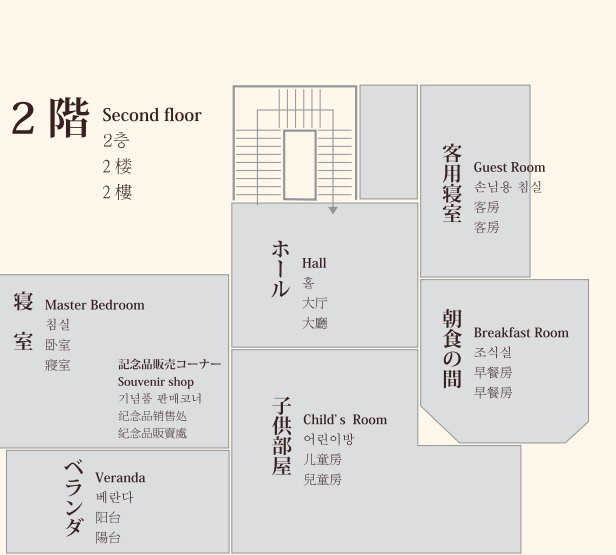 2階
Second floor
2층
2 楼
2 樓
客用寝室
Guest Room
손님용 침실
客房
客房
ホール
Hall
홀
大厅
大廳
寝室
Master Bedroom
침실
卧室
寢室
記念品販売コーナー
Souvenir shop
기념품 판매코너
纪念品销售处
紀念品販賣處
朝食の間
Breakfast Room
조식실
早餐房
早餐房
子供部屋
Child's Room
어린이방
儿童房
兒童房
ベランダ
Veranda
베란다
阳台
陽台